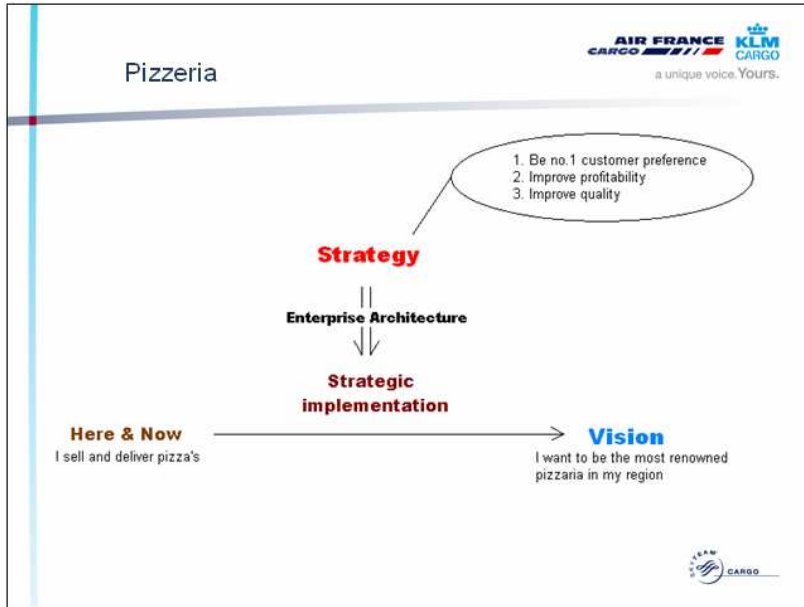 Pizzeria
AIR FRANCE KLM
CARGO CARGO
a unique voice. Yours.
1. Be no.1 customer preference
2. Improve profitability
3. Improve quality
Strategy
Enterprise Architecture
Strategic
implementation
Here & Now
I sell and deliver pizza's
Vision
I want to be the most renowned
pizzaria in my region
SKYTEAM
CARGO